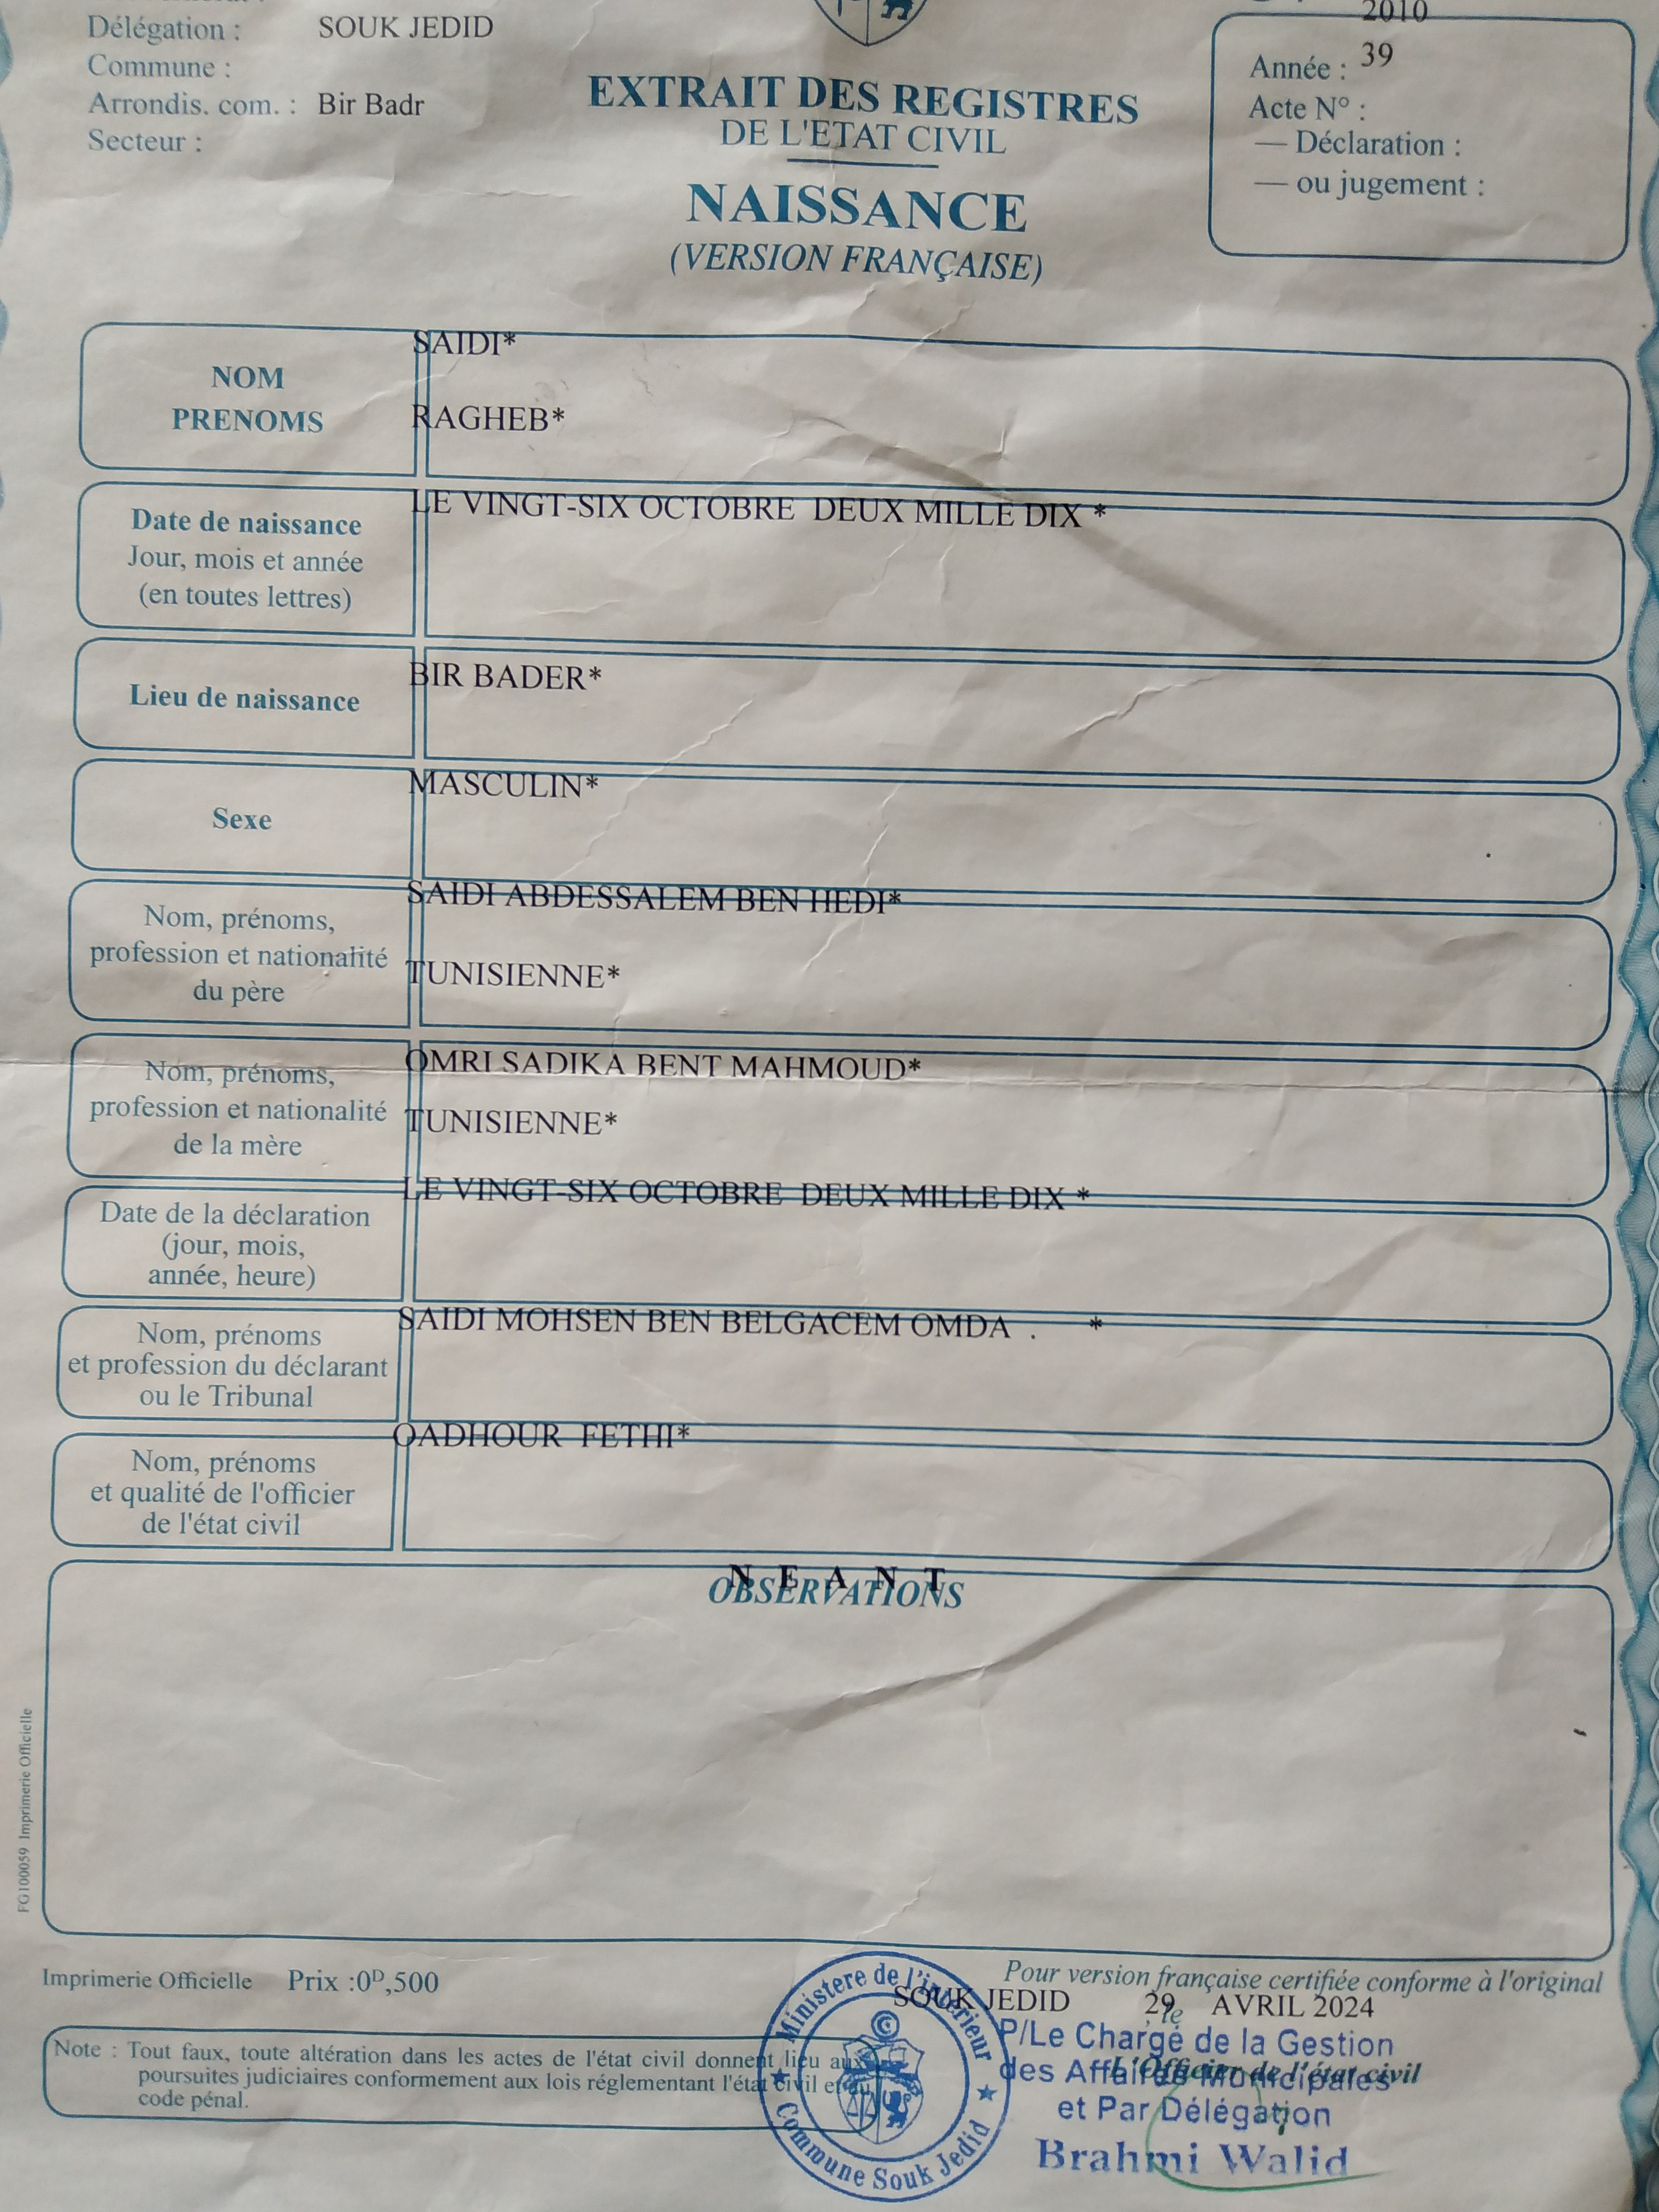 Délégation : SOUK JEDID
Commune :
Arrondis. com. : Bir Badr
Secteur :
EXTRAIT DES REGISTRES
DE L'ETAT CIVIL
NAISSANCE
(VERSION FRANÇAISE)
2010
Année : 39
Acte N° :
— Déclaration :
— ou jugement :
NOM
PRENOMS
SAIDI*
RAGHEB*
Date de naissance
Jour, mois et année
(en toutes lettres)
LE VINGT-SIX OCTOBRE DEUX MILLE DIX *
Lieu de naissance
BIR BADER*
Sexe
MASCULIN*
Nom, prénoms,
profession et nationalité
du père
SAIDI ABDESSALEM BEN HEDI*
TUNISIENNE*
Nom, prénoms,
profession et nationalité
de la mère
OMRI SADIKA BENT MAHMOUD*
TUNISIENNE*
Date de la déclaration
(jour, mois,
année, heure)
LE VINGT-SIX OCTOBRE DEUX MILLE DIX *
Nom, prénoms
et profession du déclarant
ou le Tribunal
SAIDI MOHSEN BEN BELGACEM OMDA . *
Nom, prénoms
et qualité de l'officier
de l'état civil
OADHOUR FETHI*
N E A N T
OBSERVATIONS
FG100059 Imprimerie Officielle
Imprimerie Officielle Prix :0ᴰ,500
Note : Tout faux, toute altération dans les actes de l'état civil donnent lieu aux
poursuites judiciaires conformement aux lois réglementant l'état civil et du
code pénal.
Ministere de l'intérieur
Commune Souk Jedid
Pour version française certifiée conforme à l'original
SOUK JEDID , le 29 AVRIL 2024
P/Le Chargé de la Gestion
des Affaires Municipales
L'Officier de l'état civil
et Par Délégation
Brahmi Walid